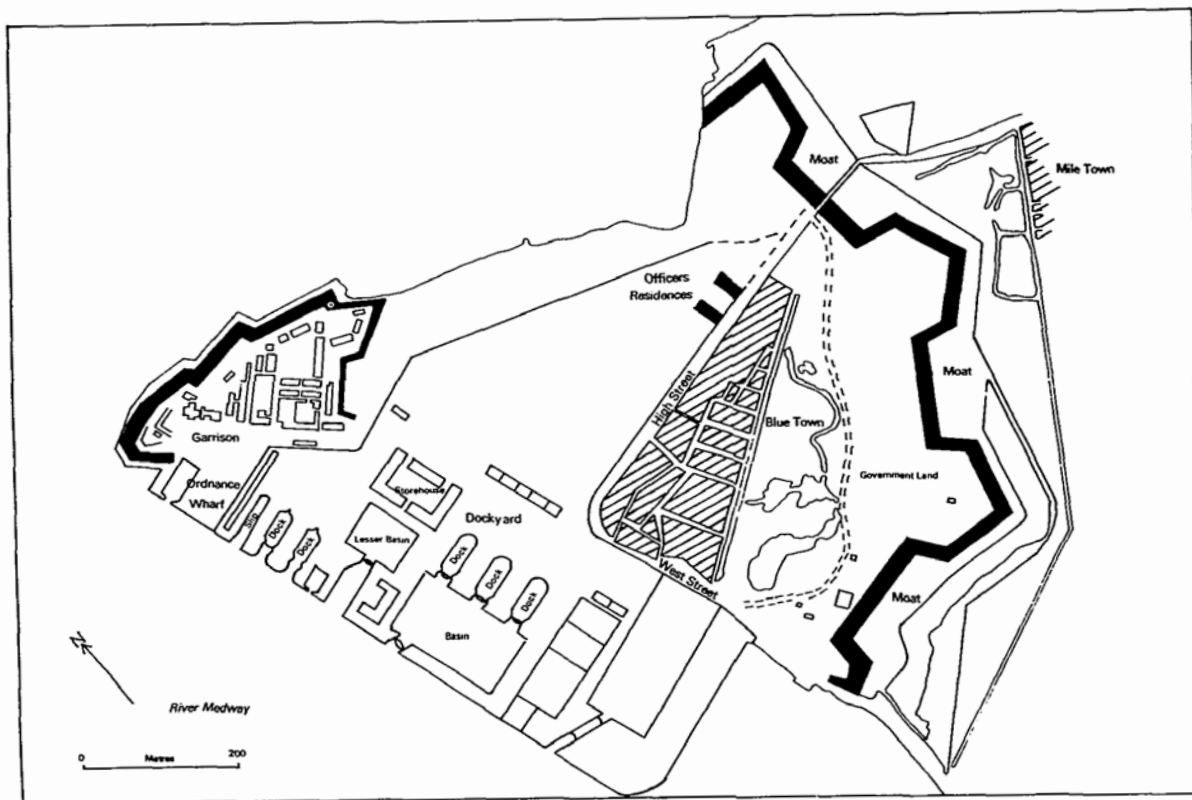 Moat
Mile Town
Officers
Residences
High Street
Moat
Blue Town
Garrison
Government Land
Ordnance
Wharf
Storehouse
Slip
Dock
Dock
Dockyard
Lesser Basin
Dock
Dock
Dock
West Street
Moat
Basin
N
River Medway
0 Metres 200